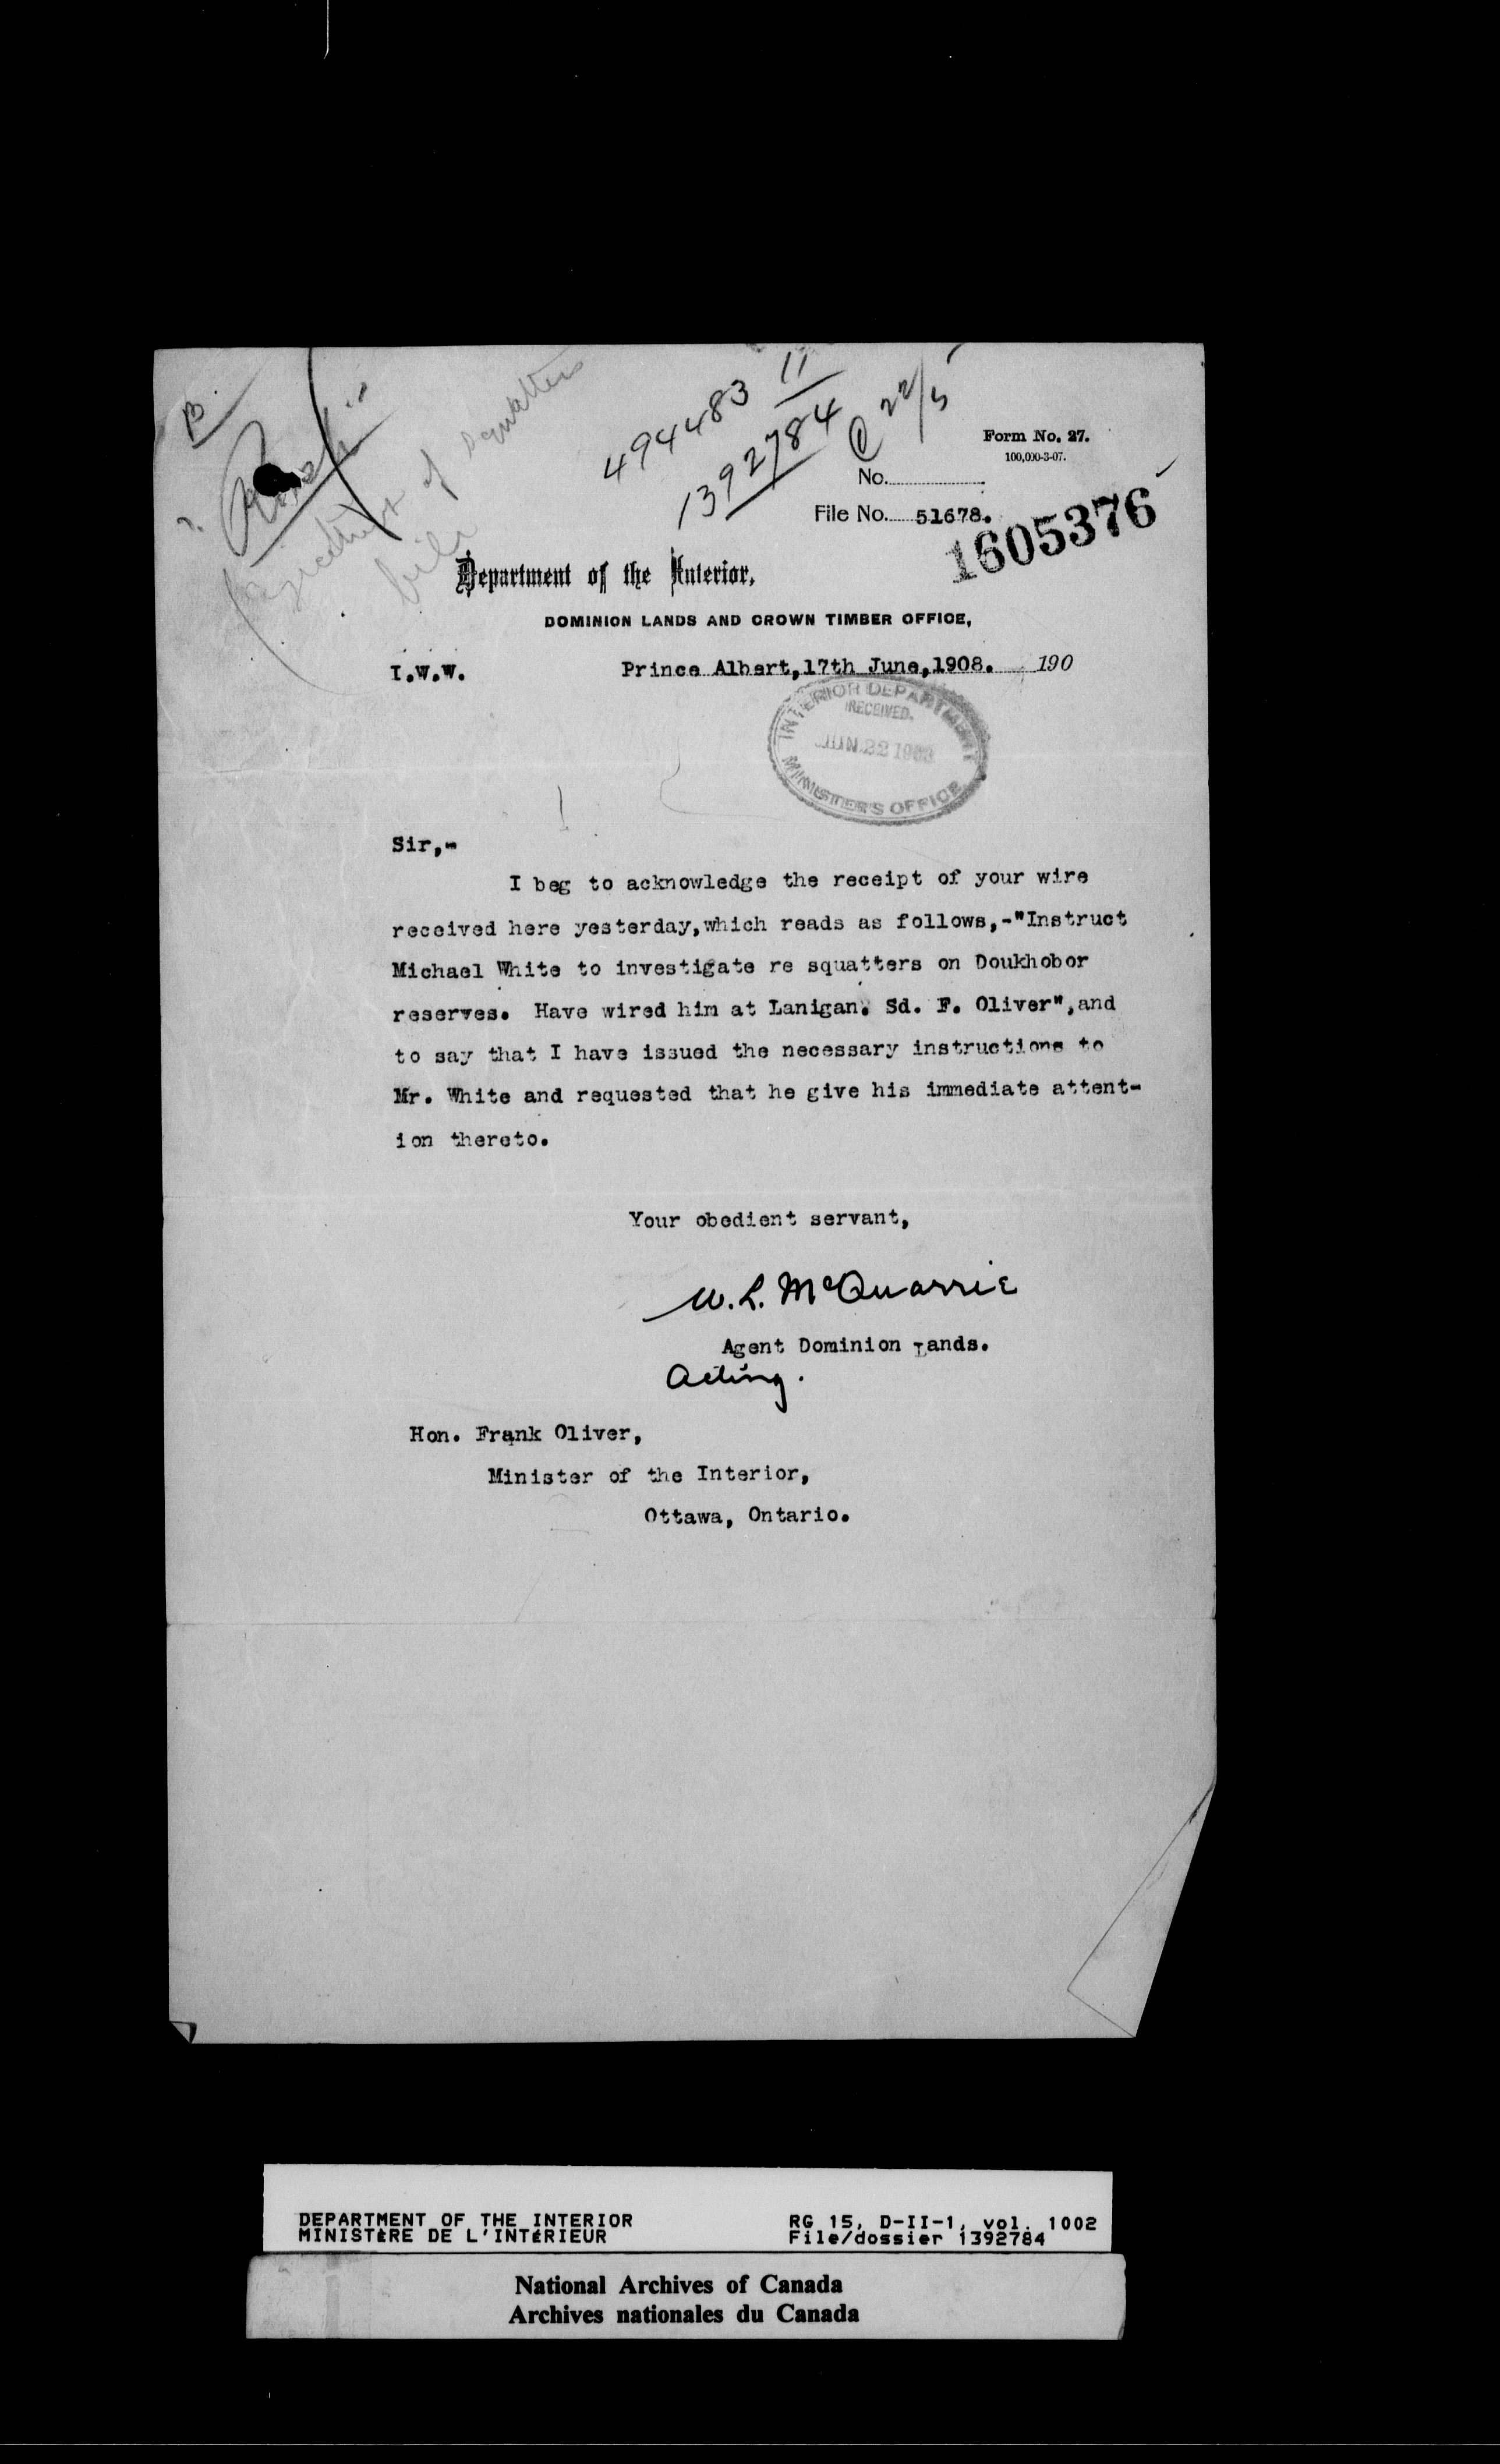 B
494483 11
1392784
@ 22/5
of squatters
Form No. 27.
100,000-3-07.
No.
File No. 51678.
1605376
Department of the Interior,
DOMINION LANDS AND CROWN TIMBER OFFICE,
I.W.W. Prince Albert,17th June,1908. 190
INTERIOR DEPARTMENT
RECEIVED.
JUN 22 1908
MINISTER'S OFFICE
Sir,-
I beg to acknowledge the receipt of your wire
received here yesterday,which reads as follows,-"Instruct
Michael White to investigate re squatters on Doukhobor
reserves. Have wired him at Lanigan. Sd. F. Oliver",and
to say that I have issued the necessary instructions to
Mr. White and requested that he give his immediate attent-
ion thereto.
Your obedient servant,
W. L. McQuarrie
Agent Dominion Lands.
Acting.
Hon. Frank Oliver,
Minister of the Interior,
Ottawa, Ontario.
DEPARTMENT OF THE INTERIOR RG 15, D-II-1, vol. 1002
MINISTÈRE DE L'INTÉRIEUR File/dossier 1392784
National Archives of Canada
Archives nationales du Canada